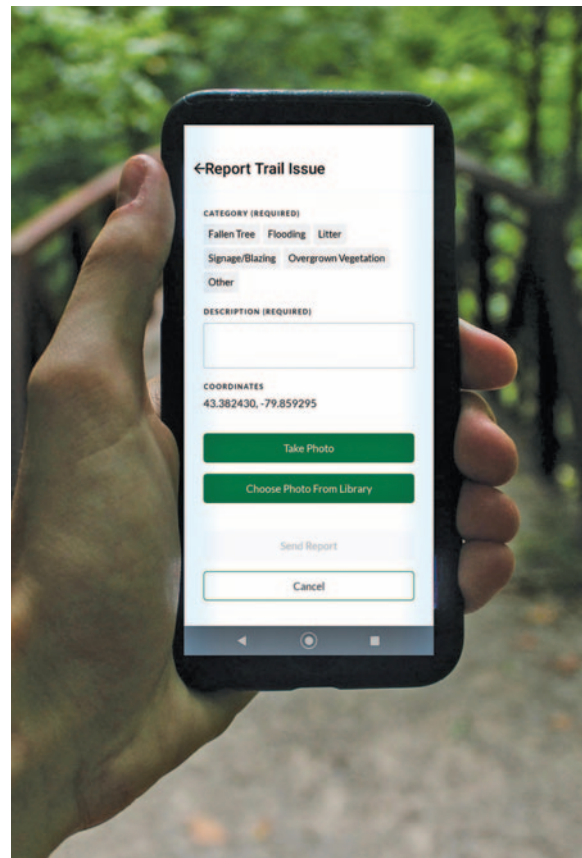 ←Report Trail Issue
CATEGORY (REQUIRED)
Fallen Tree Flooding Litter
Signage/Blazing Overgrown Vegetation
Other
DESCRIPTION (REQUIRED)
COORDINATES
43.382430, -79.859295
Take Photo
Choose Photo From Library
Send Report
Cancel